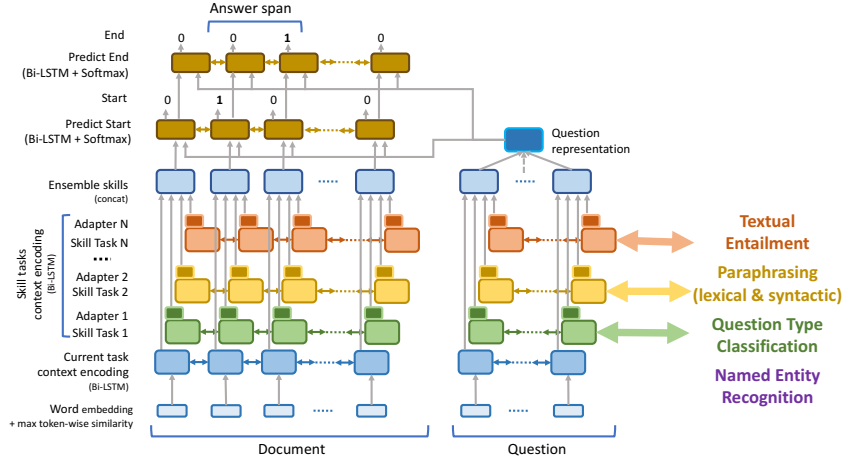 Answer span
End
0
0
1
0
Predict End
(Bi-LSTM + Softmax)
Start
0
1
0
0
Predict Start
(Bi-LSTM + Softmax)
Question
representation
Ensemble skills
(concat)
Skill tasks
context encoding
(Bi-LSTM)
Adapter N
Skill Task N
Adapter 2
Skill Task 2
Adapter 1
Skill Task 1
Textual
Entailment
Paraphrasing
(lexical & syntactic)
Question Type
Classification
Named Entity
Recognition
Current task
context encoding
(Bi-LSTM)
Word embedding
+ max token-wise similarity
Document
Question